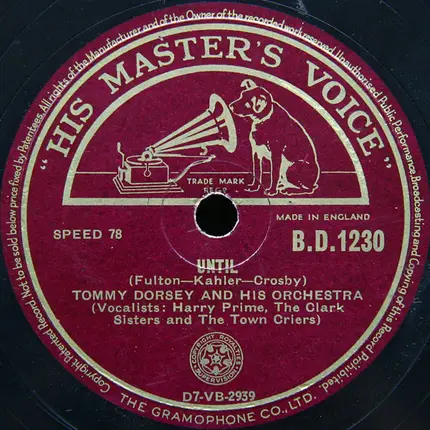 Copyright Patented Record. Not to be sold below price fixed by Patentees. All rights of the Manufacturer and of the Owner of the recorded work reserved. Unauthorised Public Performance, Broadcasting and Copying of this Record Prohibited.
"HIS MASTER'S VOICE"
TRADE MARK
REGD
MADE IN ENGLAND
SPEED 78
B.D.1230
UNTIL
(Fulton—Kahler—Crosby)
TOMMY DORSEY AND HIS ORCHESTRA
(Vocalists: Harry Prime, The Clark
Sisters and The Town Criers)
D7-VB-2939
THE GRAMOPHONE CO., LTD.